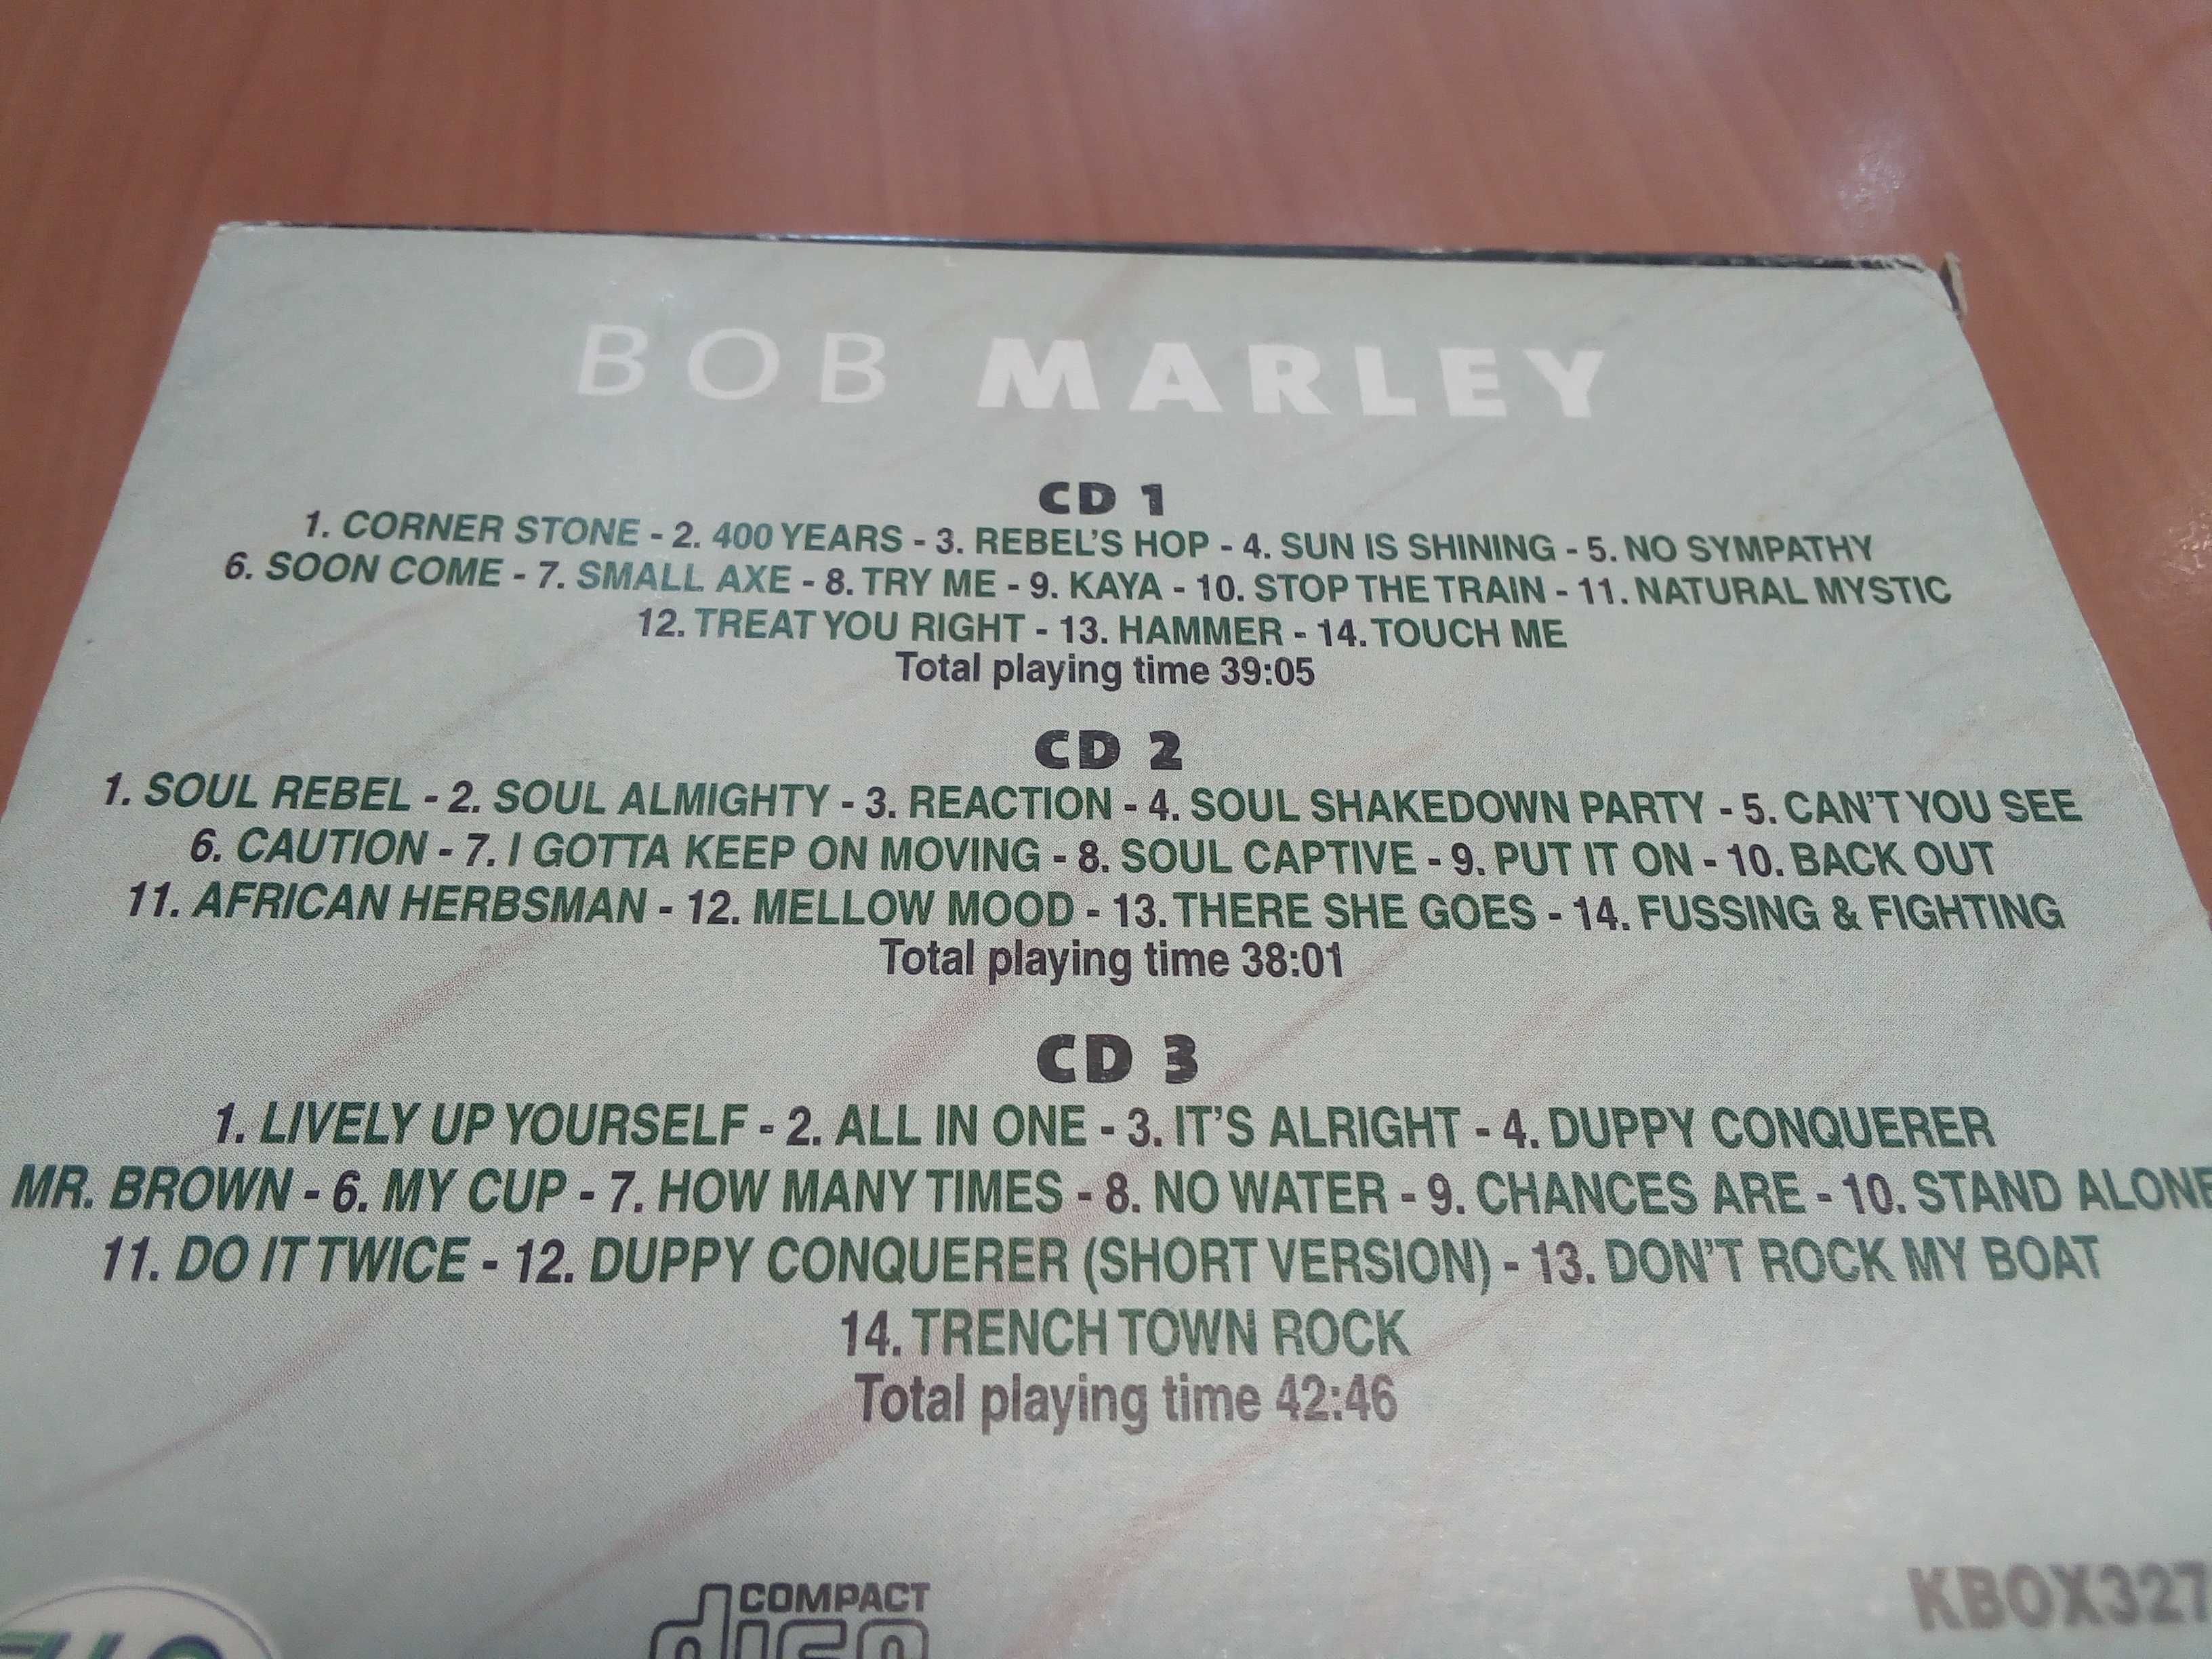 BOB MARLEY
CD 1
1. CORNER STONE - 2. 400 YEARS - 3. REBEL'S HOP - 4. SUN IS SHINING - 5. NO SYMPATHY
6. SOON COME - 7. SMALL AXE - 8. TRY ME - 9. KAYA - 10. STOP THE TRAIN - 11. NATURAL MYSTIC
12. TREAT YOU RIGHT - 13. HAMMER - 14. TOUCH ME
Total playing time 39:05
CD 2
1. SOUL REBEL - 2. SOUL ALMIGHTY - 3. REACTION - 4. SOUL SHAKEDOWN PARTY - 5. CAN'T YOU SEE
6. CAUTION - 7. I GOTTA KEEP ON MOVING - 8. SOUL CAPTIVE - 9. PUT IT ON - 10. BACK OUT
11. AFRICAN HERBSMAN - 12. MELLOW MOOD - 13. THERE SHE GOES - 14. FUSSING & FIGHTING
Total playing time 38:01
CD 3
1. LIVELY UP YOURSELF - 2. ALL IN ONE - 3. IT'S ALRIGHT - 4. DUPPY CONQUERER
MR. BROWN - 6. MY CUP - 7. HOW MANY TIMES - 8. NO WATER - 9. CHANCES ARE - 10. STAND ALONE
11. DO IT TWICE - 12. DUPPY CONQUERER (SHORT VERSION) - 13. DON'T ROCK MY BOAT
14. TRENCH TOWN ROCK
Total playing time 42:46
COMPACT
disc
KBOX327